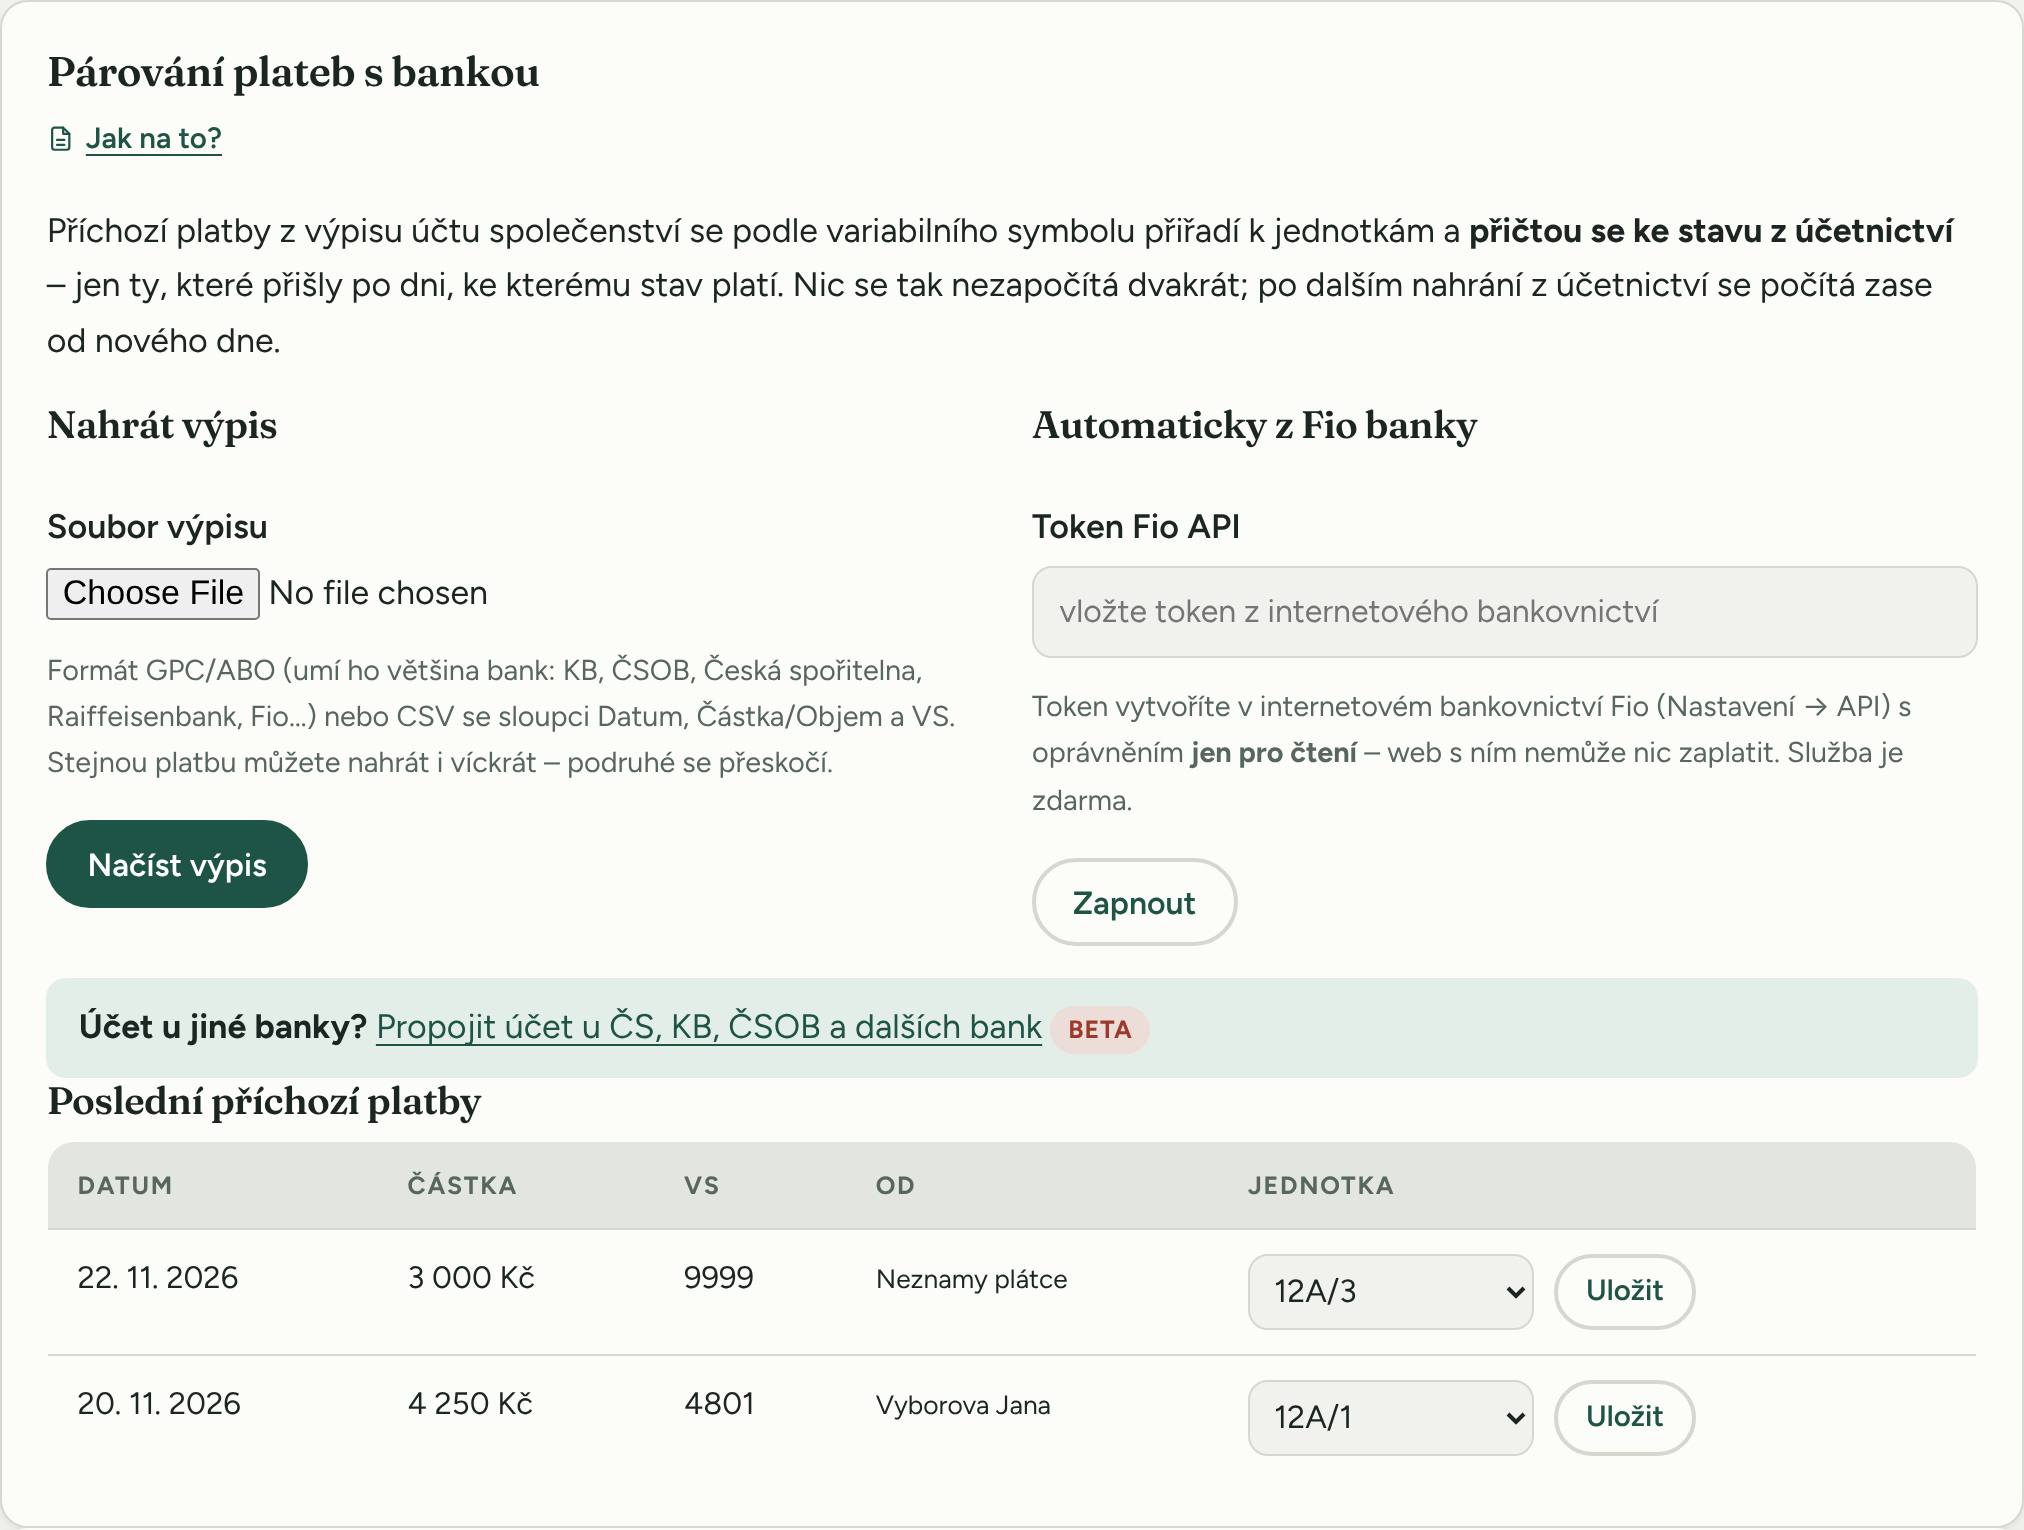 Párování plateb s bankou
Jak na to?
Příchozí platby z výpisu účtu společenství se podle variabilního symbolu přiřadí k jednotkám a přičtou se ke stavu z účetnictví
– jen ty, které přišly po dni, ke kterému stav platí. Nic se tak nezapočítá dvakrát; po dalším nahrání z účetnictví se počítá zase
od nového dne.
Nahrát výpis
Soubor výpisu
Choose File No file chosen
Formát GPC/ABO (umí ho většina bank: KB, ČSOB, Česká spořitelna,
Raiffeisenbank, Fio…) nebo CSV se sloupci Datum, Částka/Objem a VS.
Stejnou platbu můžete nahrát i víckrát – podruhé se přeskočí.
Načíst výpis
Automaticky z Fio banky
Token Fio API
vložte token z internetového bankovnictví
Token vytvoříte v internetovém bankovnictví Fio (Nastavení → API) s
oprávněním jen pro čtení – web s ním nemůže nic zaplatit. Služba je
zdarma.
Zapnout
Účet u jiné banky? Propojit účet u ČS, KB, ČSOB a dalších bank BETA
Poslední příchozí platby
DATUM ČÁSTKA VS OD JEDNOTKA
22. 11. 2026 3 000 Kč 9999 Neznamy plátce 12A/3 Uložit
20. 11. 2026 4 250 Kč 4801 Vyborova Jana 12A/1 Uložit